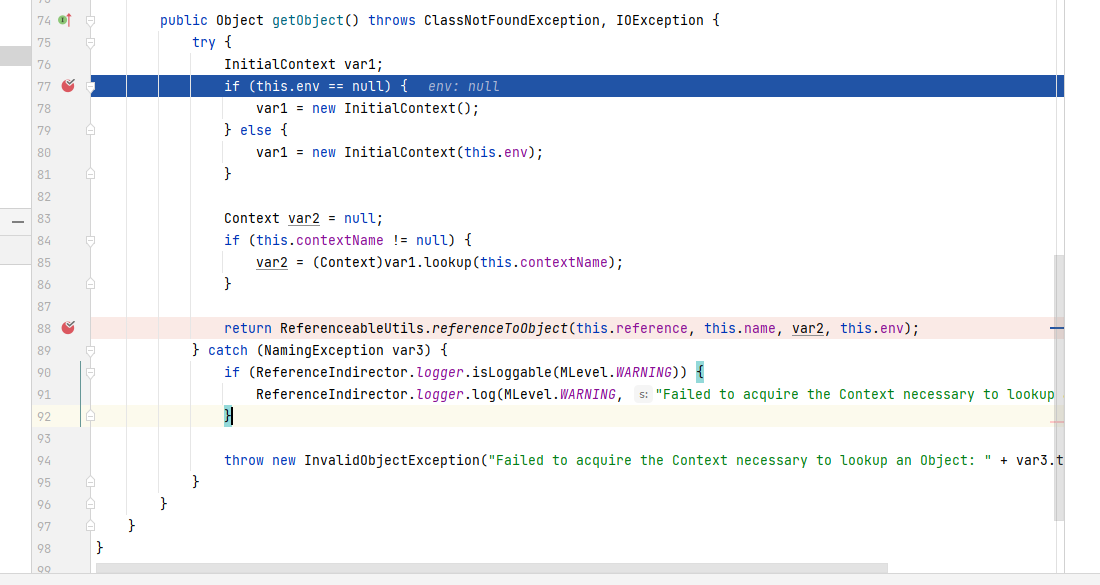 74 public Object getObject() throws ClassNotFoundException, IOException {
75 try {
76 InitialContext var1;
77 if (this.env == null) { env: null
78 var1 = new InitialContext();
79 } else {
80 var1 = new InitialContext(this.env);
81 }
82
83 Context var2 = null;
84 if (this.contextName != null) {
85 var2 = (Context)var1.lookup(this.contextName);
86 }
87
88 return ReferenceableUtils.referenceToObject(this.reference, this.name, var2, this.env);
89 } catch (NamingException var3) {
90 if (ReferenceIndirector.logger.isLoggable(MLevel.WARNING)) {
91 ReferenceIndirector.logger.log(MLevel.WARNING, s: "Failed to acquire the Context necessary to lookup
92 }
93
94 throw new InvalidObjectException("Failed to acquire the Context necessary to lookup an Object: " + var3.t
95 }
96 }
97 }
98 }
99